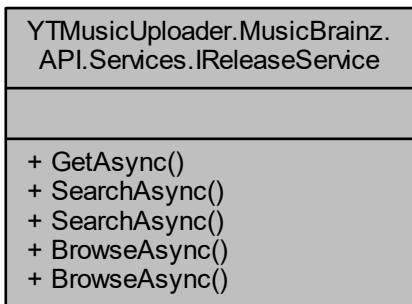 YTMusicUploader.MusicBrainz.
API.Services.IReleaseService
+ GetAsync()
+ SearchAsync()
+ SearchAsync()
+ BrowseAsync()
+ BrowseAsync()